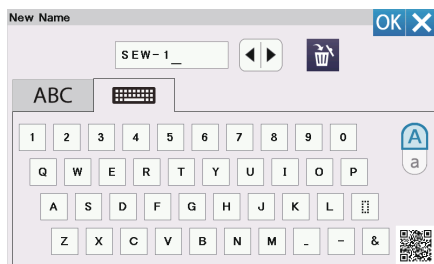 New Name
OK
SEW-1_
ABC
1 2 3 4 5 6 7 8 9 0
A
Q W E R T Y U I O P
a
A S D F G H J K L
Z X C V B N M _ - &